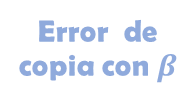 Error de
copia con β